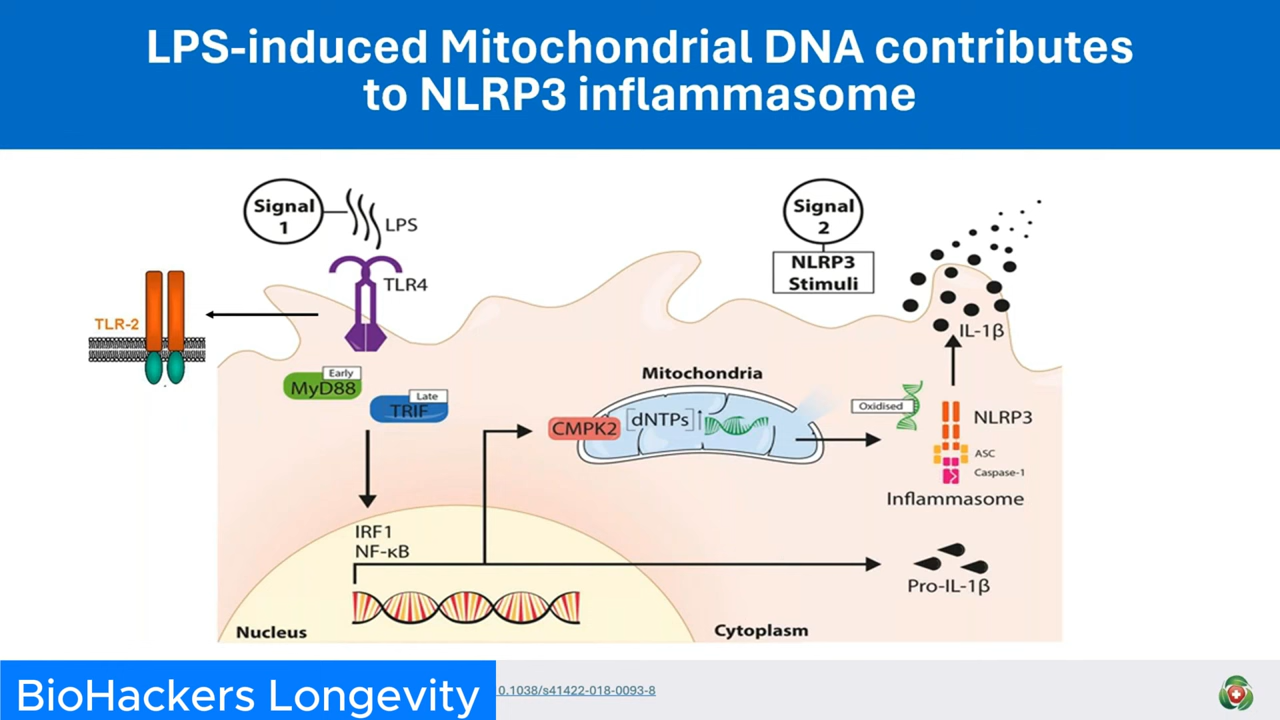 LPS-induced Mitochondrial DNA contributes
to NLRP3 inflammasome
Signal
1
LPS
TLR4
TLR-2
Early
MyD88
Late
TRIF
IRF1
NF-κB
Nucleus
Signal
2
NLRP3
Stimuli
IL-1β
Mitochondria
CMPK2
[dNTPs]
Oxidised
NLRP3
ASC
Caspase-1
Inflammasome
Pro-IL-1β
Cytoplasm
BioHackers Longevity
0.1038/s41422-018-0093-8